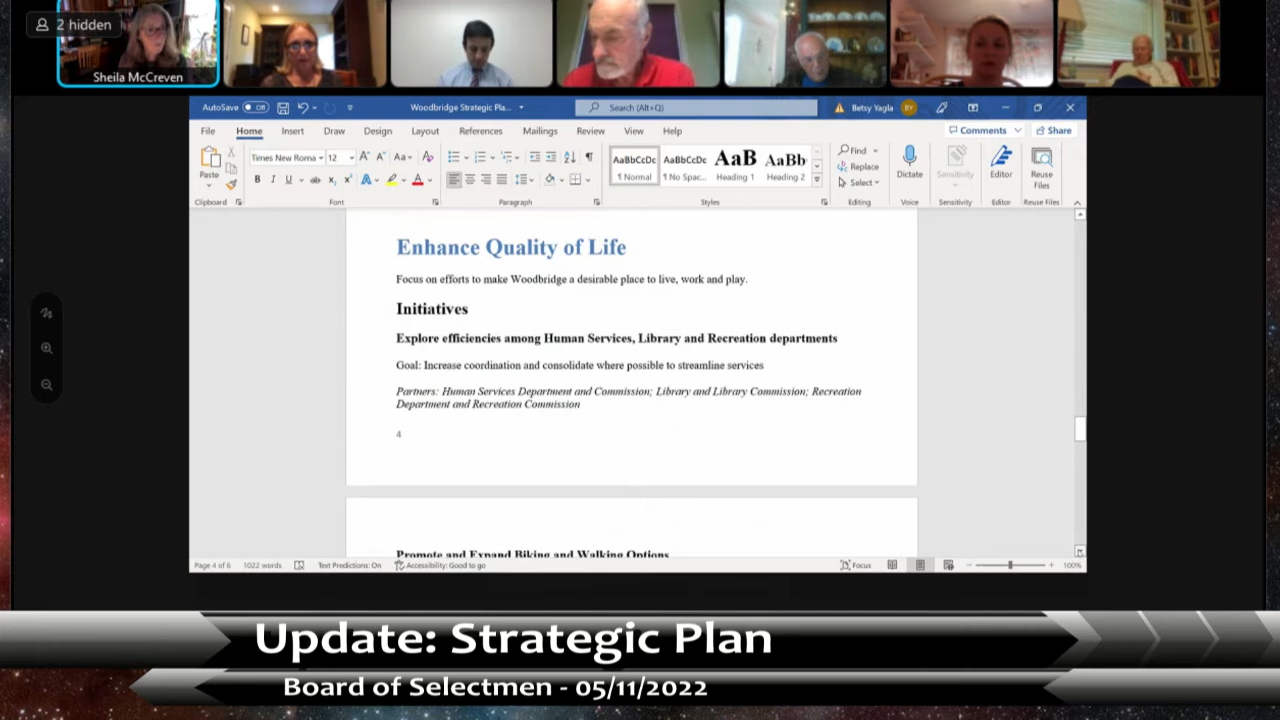 2 hidden
Sheila McCreven
AutoSave Off
Woodbridge Strategic Pla...
Search (Alt+Q)
Betsy Yagla BY
File Home Insert Draw Design Layout References Mailings Review View Help
Comments Share
Paste
Times New Roma 12
AaBbCcDc AaBbCcDc AaB AaBb
¶ Normal ¶ No Spac... Heading 1 Heading 2
Find
Replace
Select
Dictate
Sensitivity
Editor
Reuse Files
Clipboard Font Paragraph Styles Editing Voice Sensitivity Editor Reuse Files
Enhance Quality of Life
Focus on efforts to make Woodbridge a desirable place to live, work and play.
Initiatives
Explore efficiencies among Human Services, Library and Recreation departments
Goal: Increase coordination and consolidate where possible to streamline services
Partners: Human Services Department and Commission; Library and Library Commission; Recreation
Department and Recreation Commission
4
Promote and Expand Biking and Walking Options
Page 4 of 6 1022 words Text Predictions: On Accessibility: Good to go Focus 100%
Update: Strategic Plan
Board of Selectmen - 05/11/2022